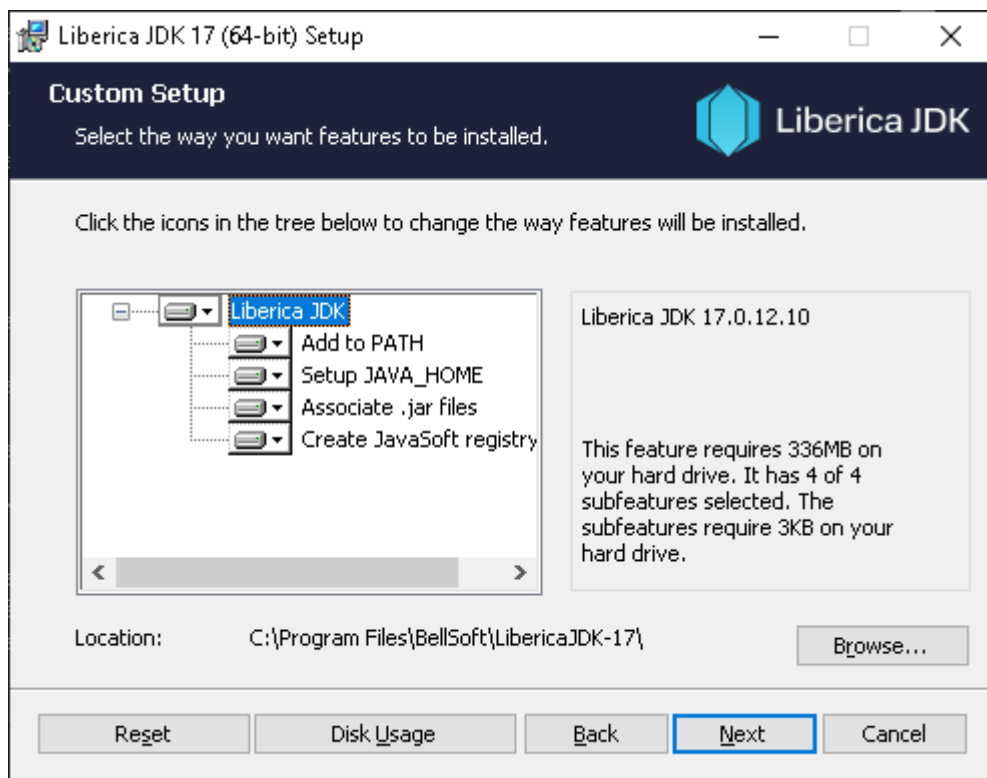 Liberica JDK 17 (64-bit) Setup
Custom Setup
Select the way you want features to be installed.
Liberica JDK
Click the icons in the tree below to change the way features will be installed.
Liberica JDK
Add to PATH
Setup JAVA_HOME
Associate .jar files
Create JavaSoft registry
Liberica JDK 17.0.12.10
This feature requires 336MB on
your hard drive. It has 4 of 4
subfeatures selected. The
subfeatures require 3KB on your
hard drive.
Location: C:\Program Files\BellSoft\LibericaJDK-17\
Browse...
Reset Disk Usage Back Next Cancel